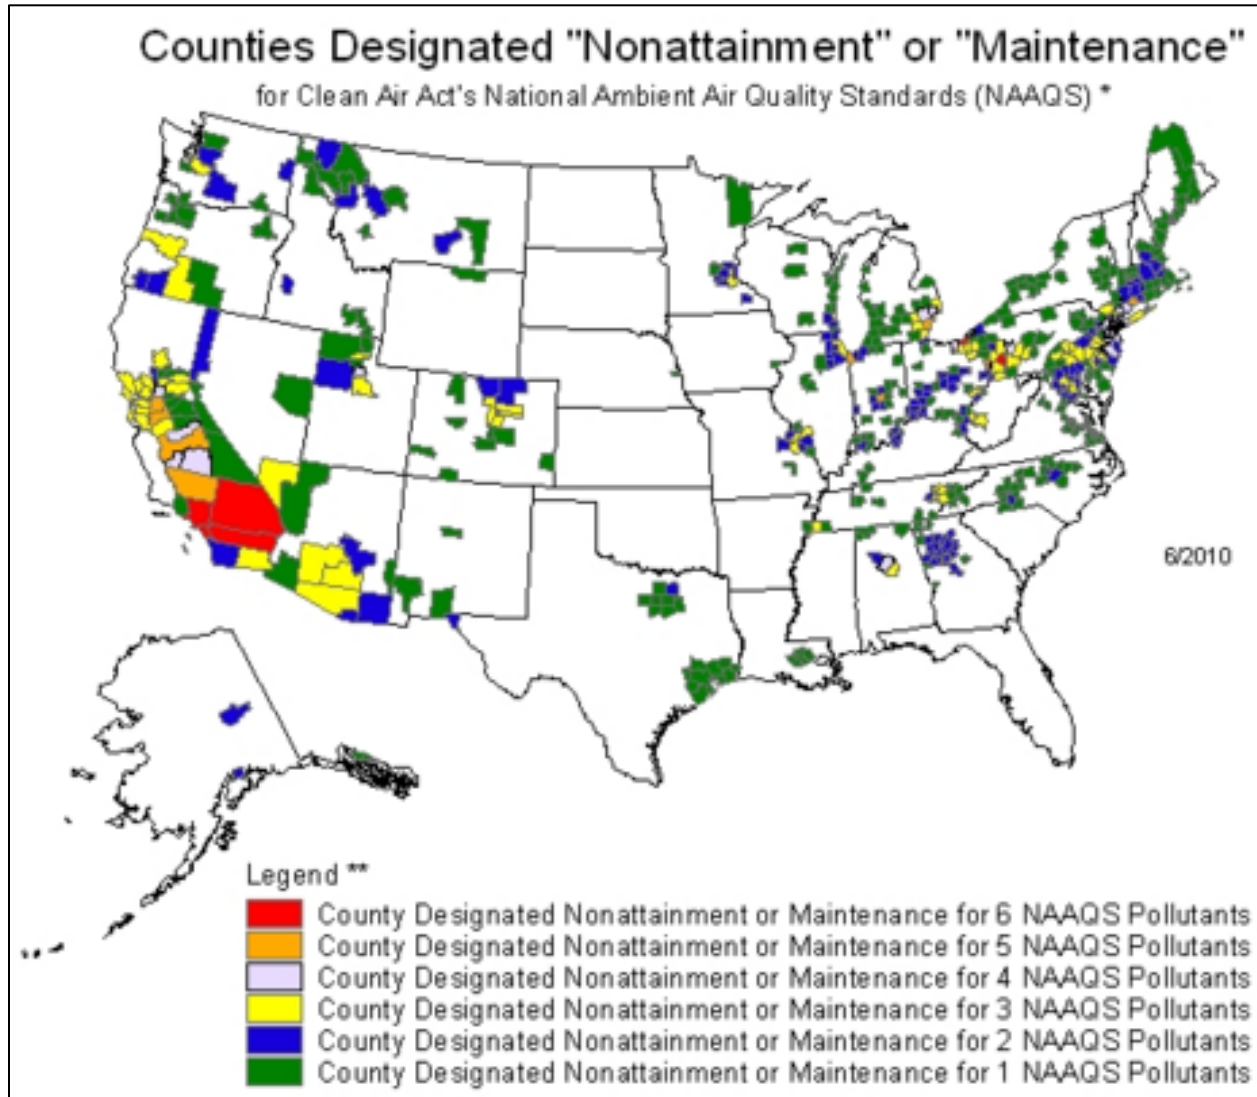 Counties Designated "Nonattainment" or "Maintenance"
for Clean Air Act's National Ambient Air Quality Standards (NAAQS) *
6/2010
Legend **
County Designated Nonattainment or Maintenance for 6 NAAQS Pollutants
County Designated Nonattainment or Maintenance for 5 NAAQS Pollutants
County Designated Nonattainment or Maintenance for 4 NAAQS Pollutants
County Designated Nonattainment or Maintenance for 3 NAAQS Pollutants
County Designated Nonattainment or Maintenance for 2 NAAQS Pollutants
County Designated Nonattainment or Maintenance for 1 NAAQS Pollutants